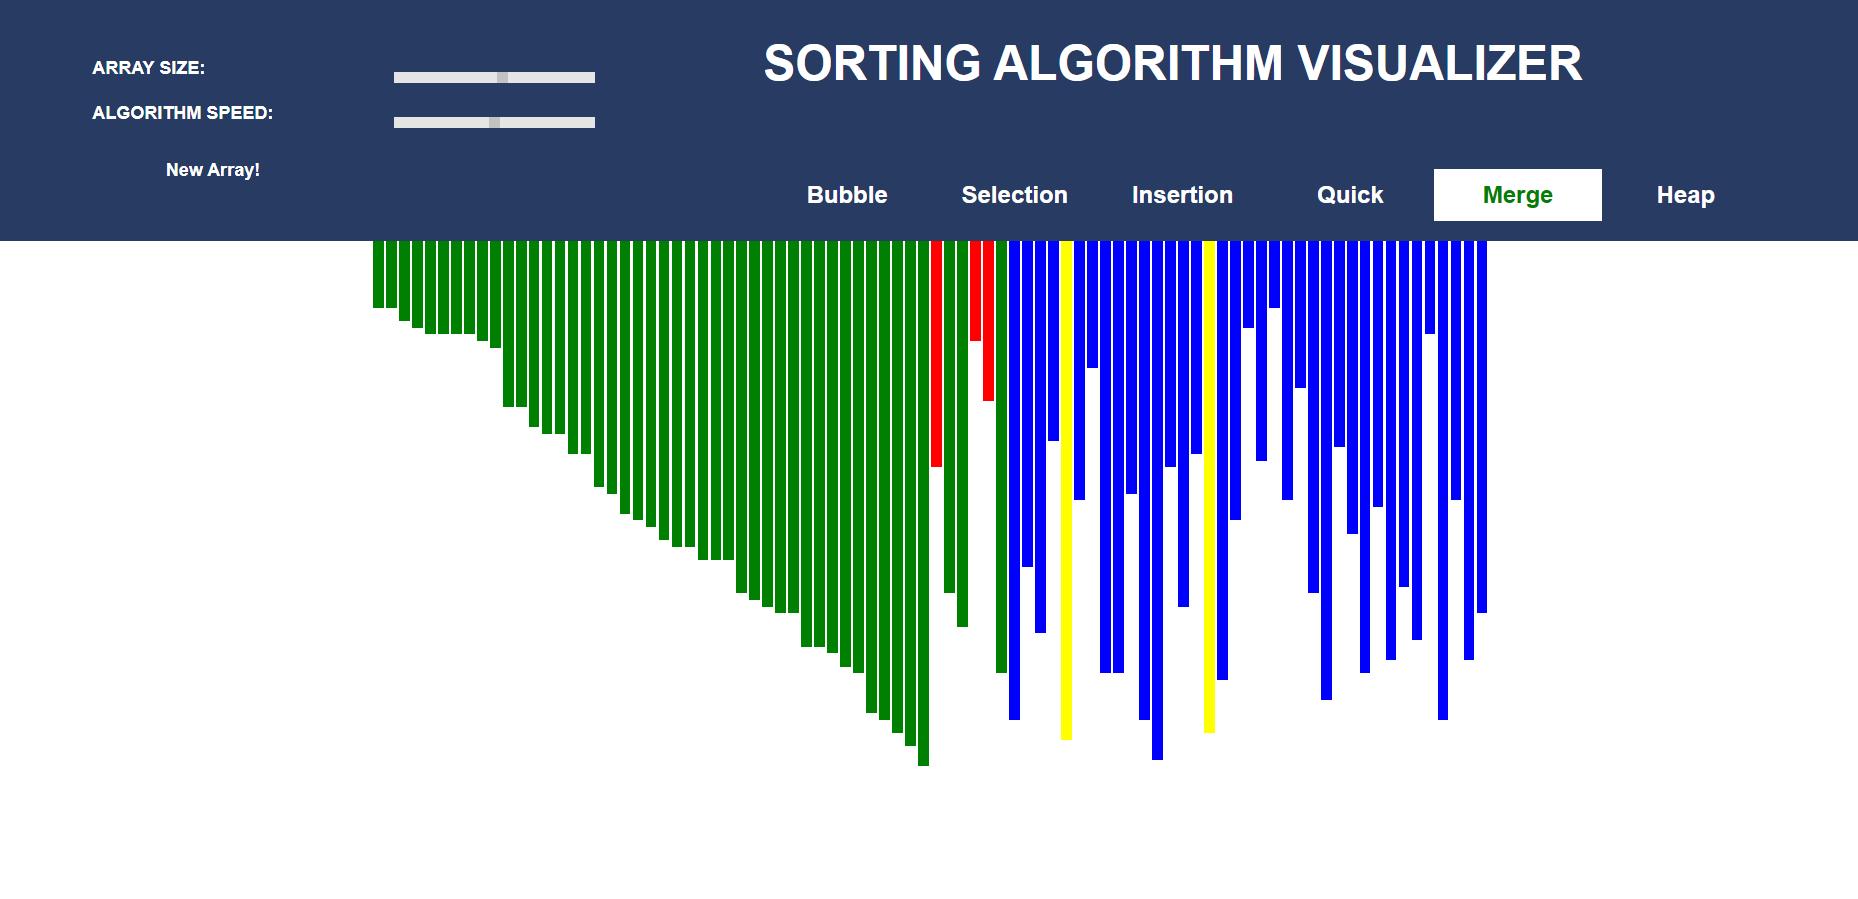 ARRAY SIZE:
SORTING ALGORITHM VISUALIZER
ALGORITHM SPEED:
New Array!
Bubble Selection Insertion Quick Merge Heap